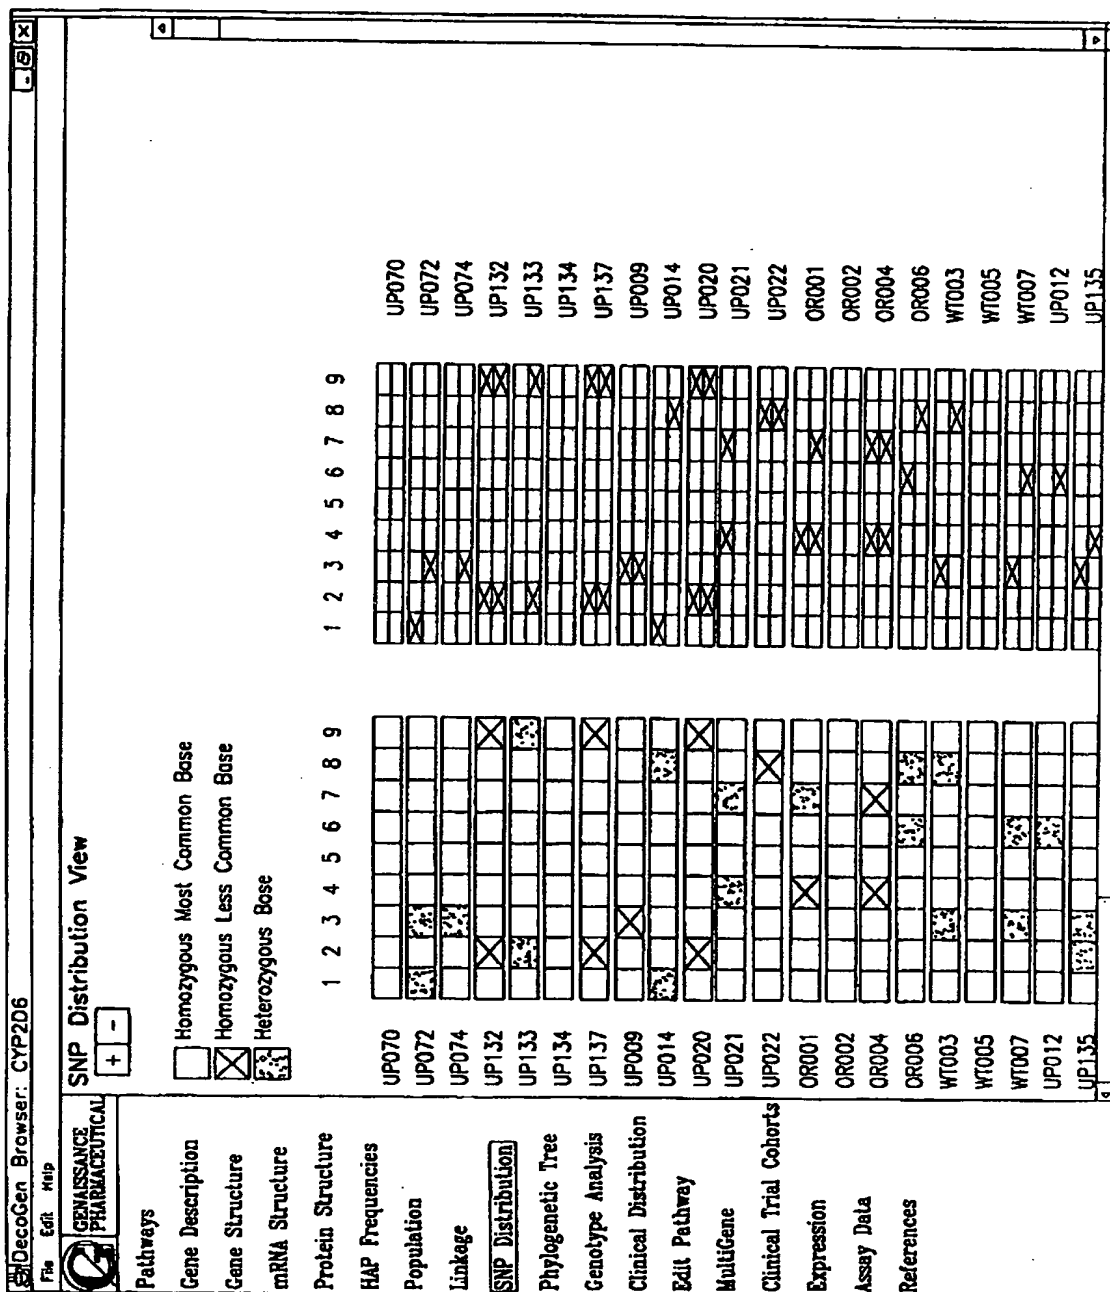 DecoGen Browser: CYP2D6
File Edit Help
GENAISSANCE
PHARMACEUTICAL
Pathways
Gene Description
Gene Structure
mRNA Structure
Protein Structure
HAP Frequencies
Population
Linkage
SNP Distribution
Phylogenetic Tree
Genotype Analysis
Clinical Distribution
Edit Pathway
MultiGene
Clinical Trial Cohorts
Expression
Assay Data
References
SNP Distribution View
+ -
Homozygous Most Common Base
Homozygous Less Common Base
Heterozygous Base
1 2 3 4 5 6 7 8 9
1 2 3 4 5 6 7 8 9
UP070 UP070
UP072 UP072
UP074 UP074
UP132 UP132
UP133 UP133
UP134 UP134
UP137 UP137
UP009 UP009
UP014 UP014
UP020 UP020
UP021 UP021
UP022 UP022
OR001 OR001
OR002 OR002
OR004 OR004
OR006 OR006
WT003 WT003
WT005 WT005
WT007 WT007
UP012 UP012
UP135 UP135